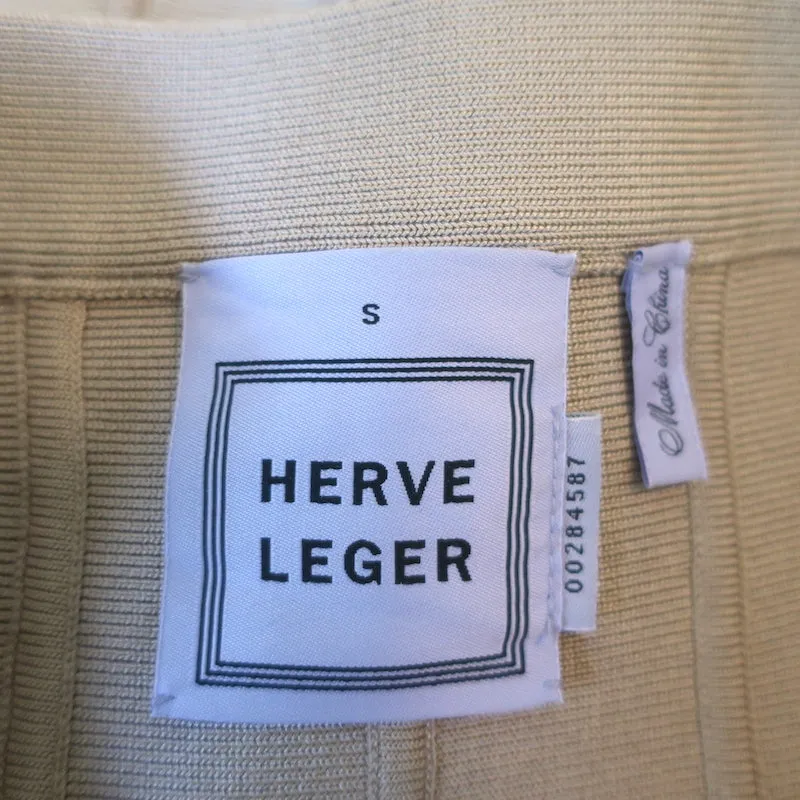 S
HERVE
LEGER
00284587
Made in China
S